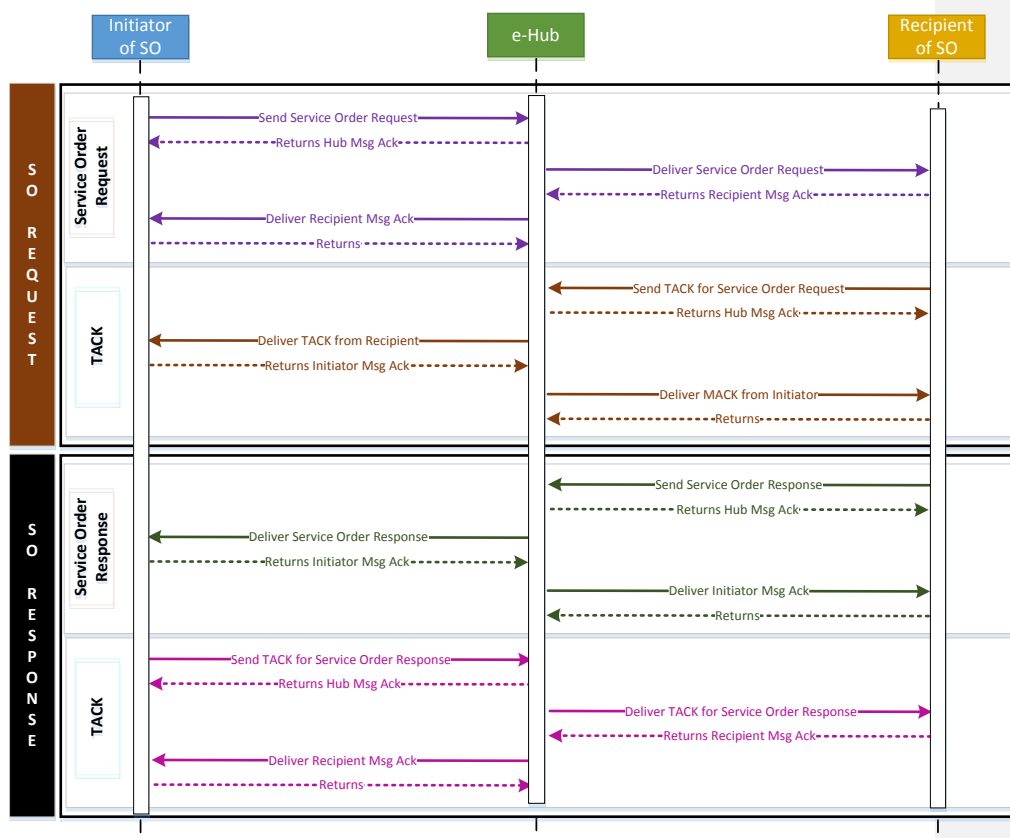 Initiator
of SO
e-Hub
Recipient
of SO
SO REQUEST
Service Order
Request
Send Service Order Request
Returns Hub Msg Ack
Deliver Service Order Request
Returns Recipient Msg Ack
Deliver Recipient Msg Ack
Returns
TACK
Send TACK for Service Order Request
Returns Hub Msg Ack
Deliver TACK from Recipient
Returns Initiator Msg Ack
Deliver MACK from Initiator
Returns
SO RESPONSE
Service Order
Response
Send Service Order Response
Returns Hub Msg Ack
Deliver Service Order Response
Returns Initiator Msg Ack
Deliver Initiator Msg Ack
Returns
TACK
Send TACK for Service Order Response
Returns Hub Msg Ack
Deliver TACK for Service Order Response
Returns Recipient Msg Ack
Deliver Recipient Msg Ack
Returns